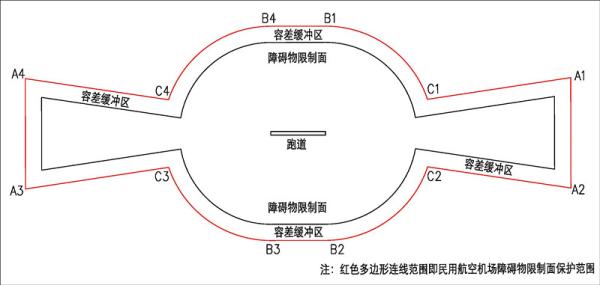 B4 B1
容差缓冲区
障碍物限制面
A4 A1
容差缓冲区
C4 C1
跑道
C3 C2
容差缓冲区
A3 A2
障碍物限制面
容差缓冲区
B3 B2
注：红色多边形连线范围即民用航空机场障碍物限制面保护范围